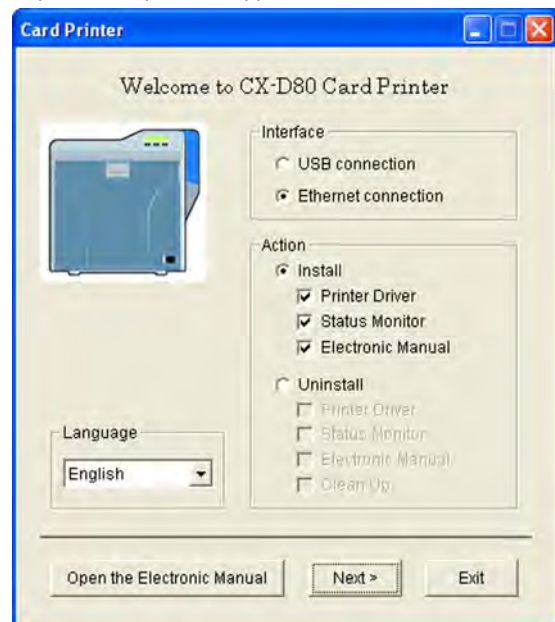 Card Printer
Welcome to CX-D80 Card Printer
Interface
USB connection
Ethernet connection
Action
Install
Printer Driver
Status Monitor
Electronic Manual
Uninstall
Printer Driver
Status Monitor
Electronic Manual
Clean Up
Language
English
Open the Electronic Manual
Next >
Exit